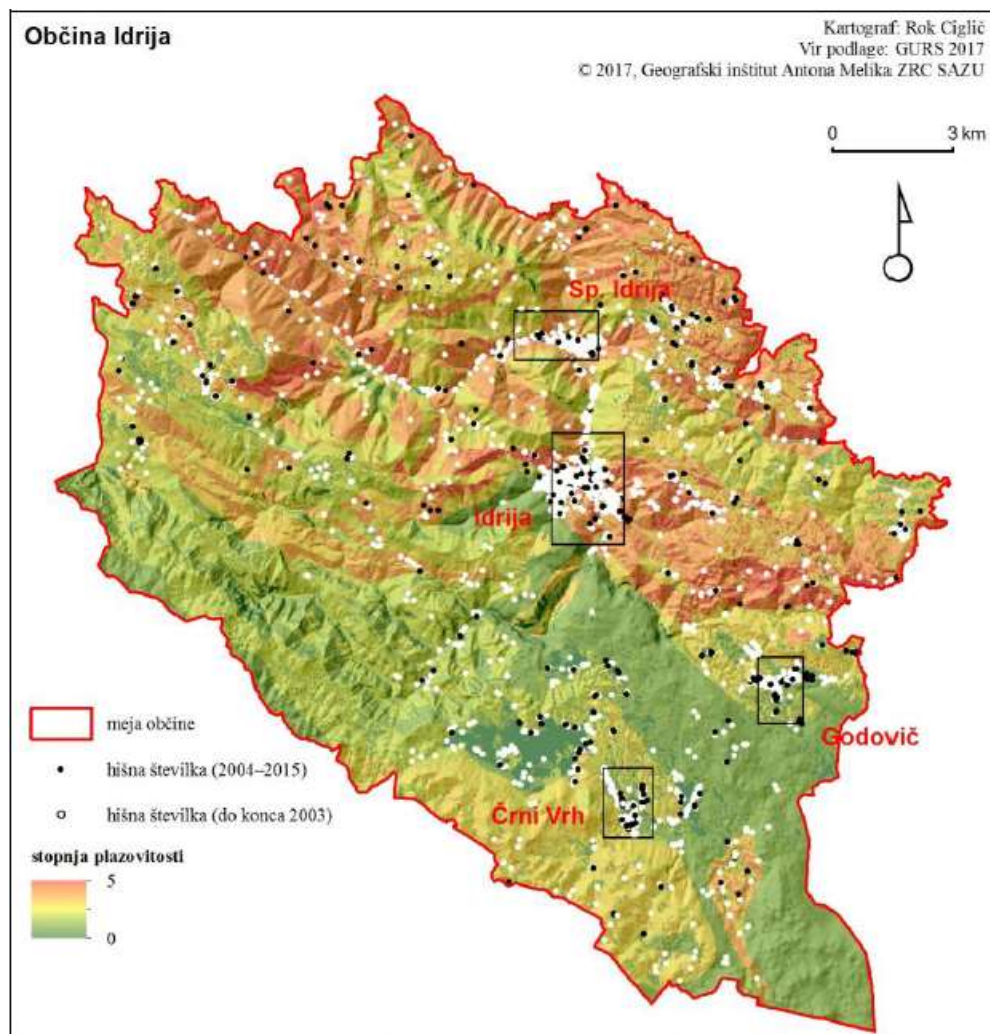 Občina Idrija
Kartograf: Rok Ciglič
Vir podlage: GURS 2017
© 2017, Geografski inštitut Antona Melika ZRC SAZU
0 3 km
Sp. Idrija
Idrija
Godovič
Črni Vrh
meja občine
hišna številka (2004–2015)
hišna številka (do konca 2003)
stopnja plazovitosti
5
0